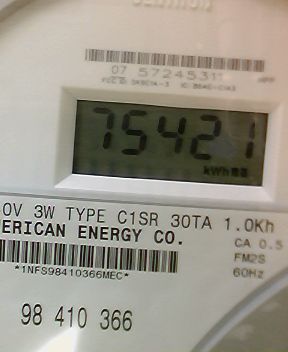 07 57245311
75421
kWh
0V 3W TYPE C1SR 30TA 1.0Kh
ERICAN ENERGY CO.
CA 0.5
FM2S
*1NFS98410366MEC*
60Hz
98 410 366